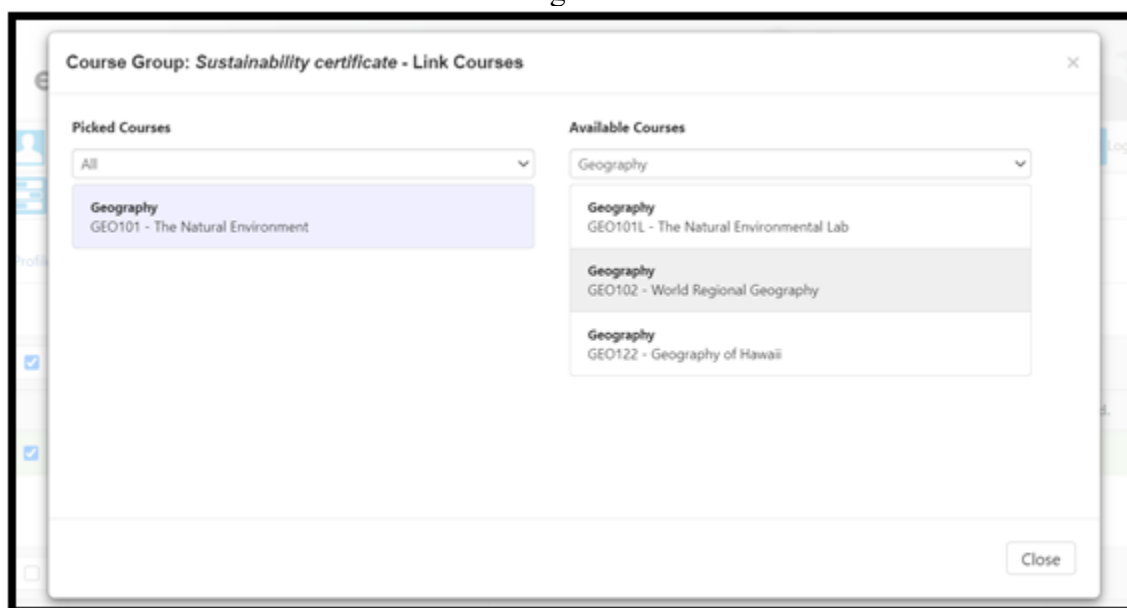 Course Group: Sustainability certificate - Link Courses
×
Picked Courses
All
Geography
GEO101 - The Natural Environment
Available Courses
Geography
Geography
GEO101L - The Natural Environmental Lab
Geography
GEO102 - World Regional Geography
Geography
GEO122 - Geography of Hawaii
Close